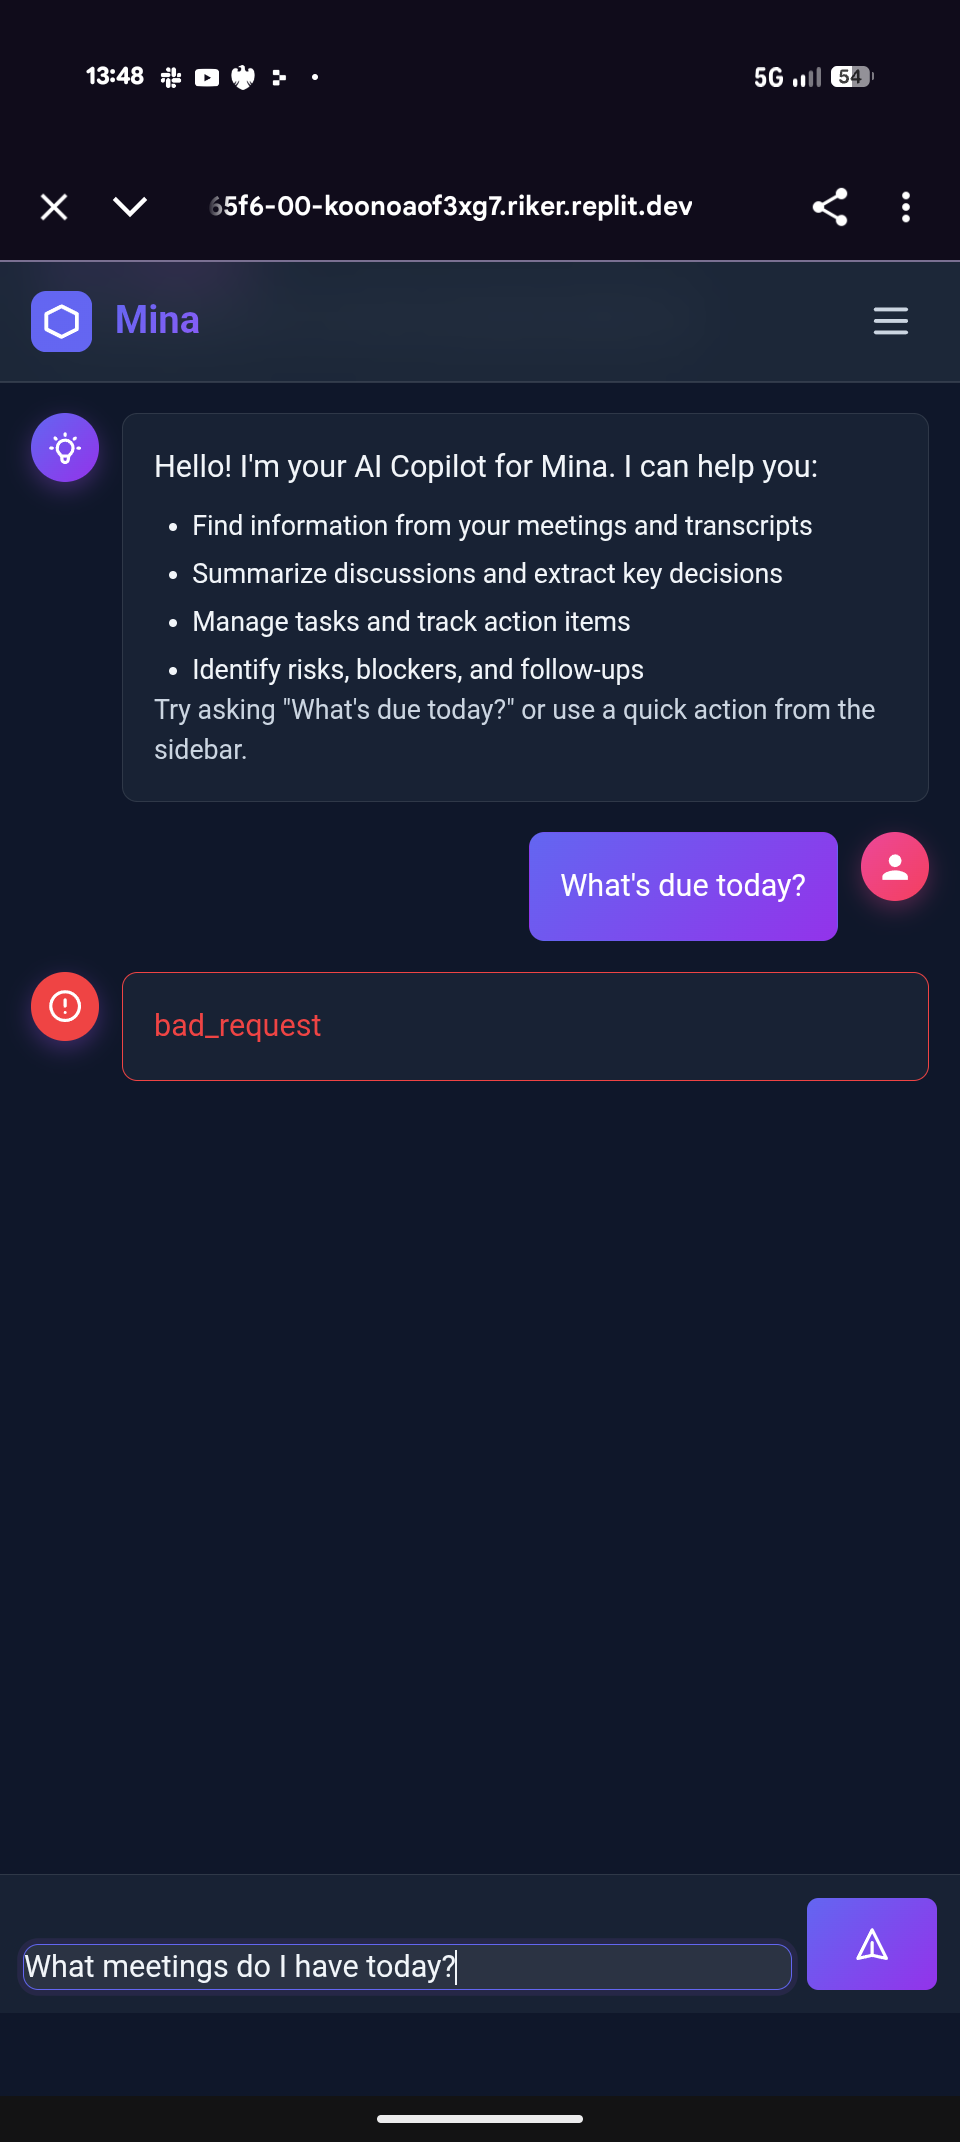 13:48
5G
54
65f6-00-koonoaof3xg7.riker.replit.dev
Mina
Hello! I'm your AI Copilot for Mina. I can help you:
• Find information from your meetings and transcripts
• Summarize discussions and extract key decisions
• Manage tasks and track action items
• Identify risks, blockers, and follow-ups
Try asking "What's due today?" or use a quick action from the
sidebar.
What's due today?
bad_request
What meetings do I have today?